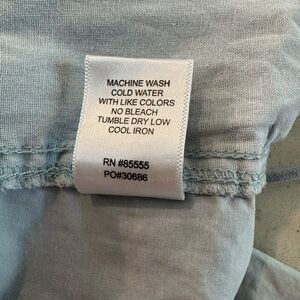 MACHINE WASH
COLD WATER
WITH LIKE COLORS
NO BLEACH
TUMBLE DRY LOW
COOL IRON
RN #85555
PO#30686